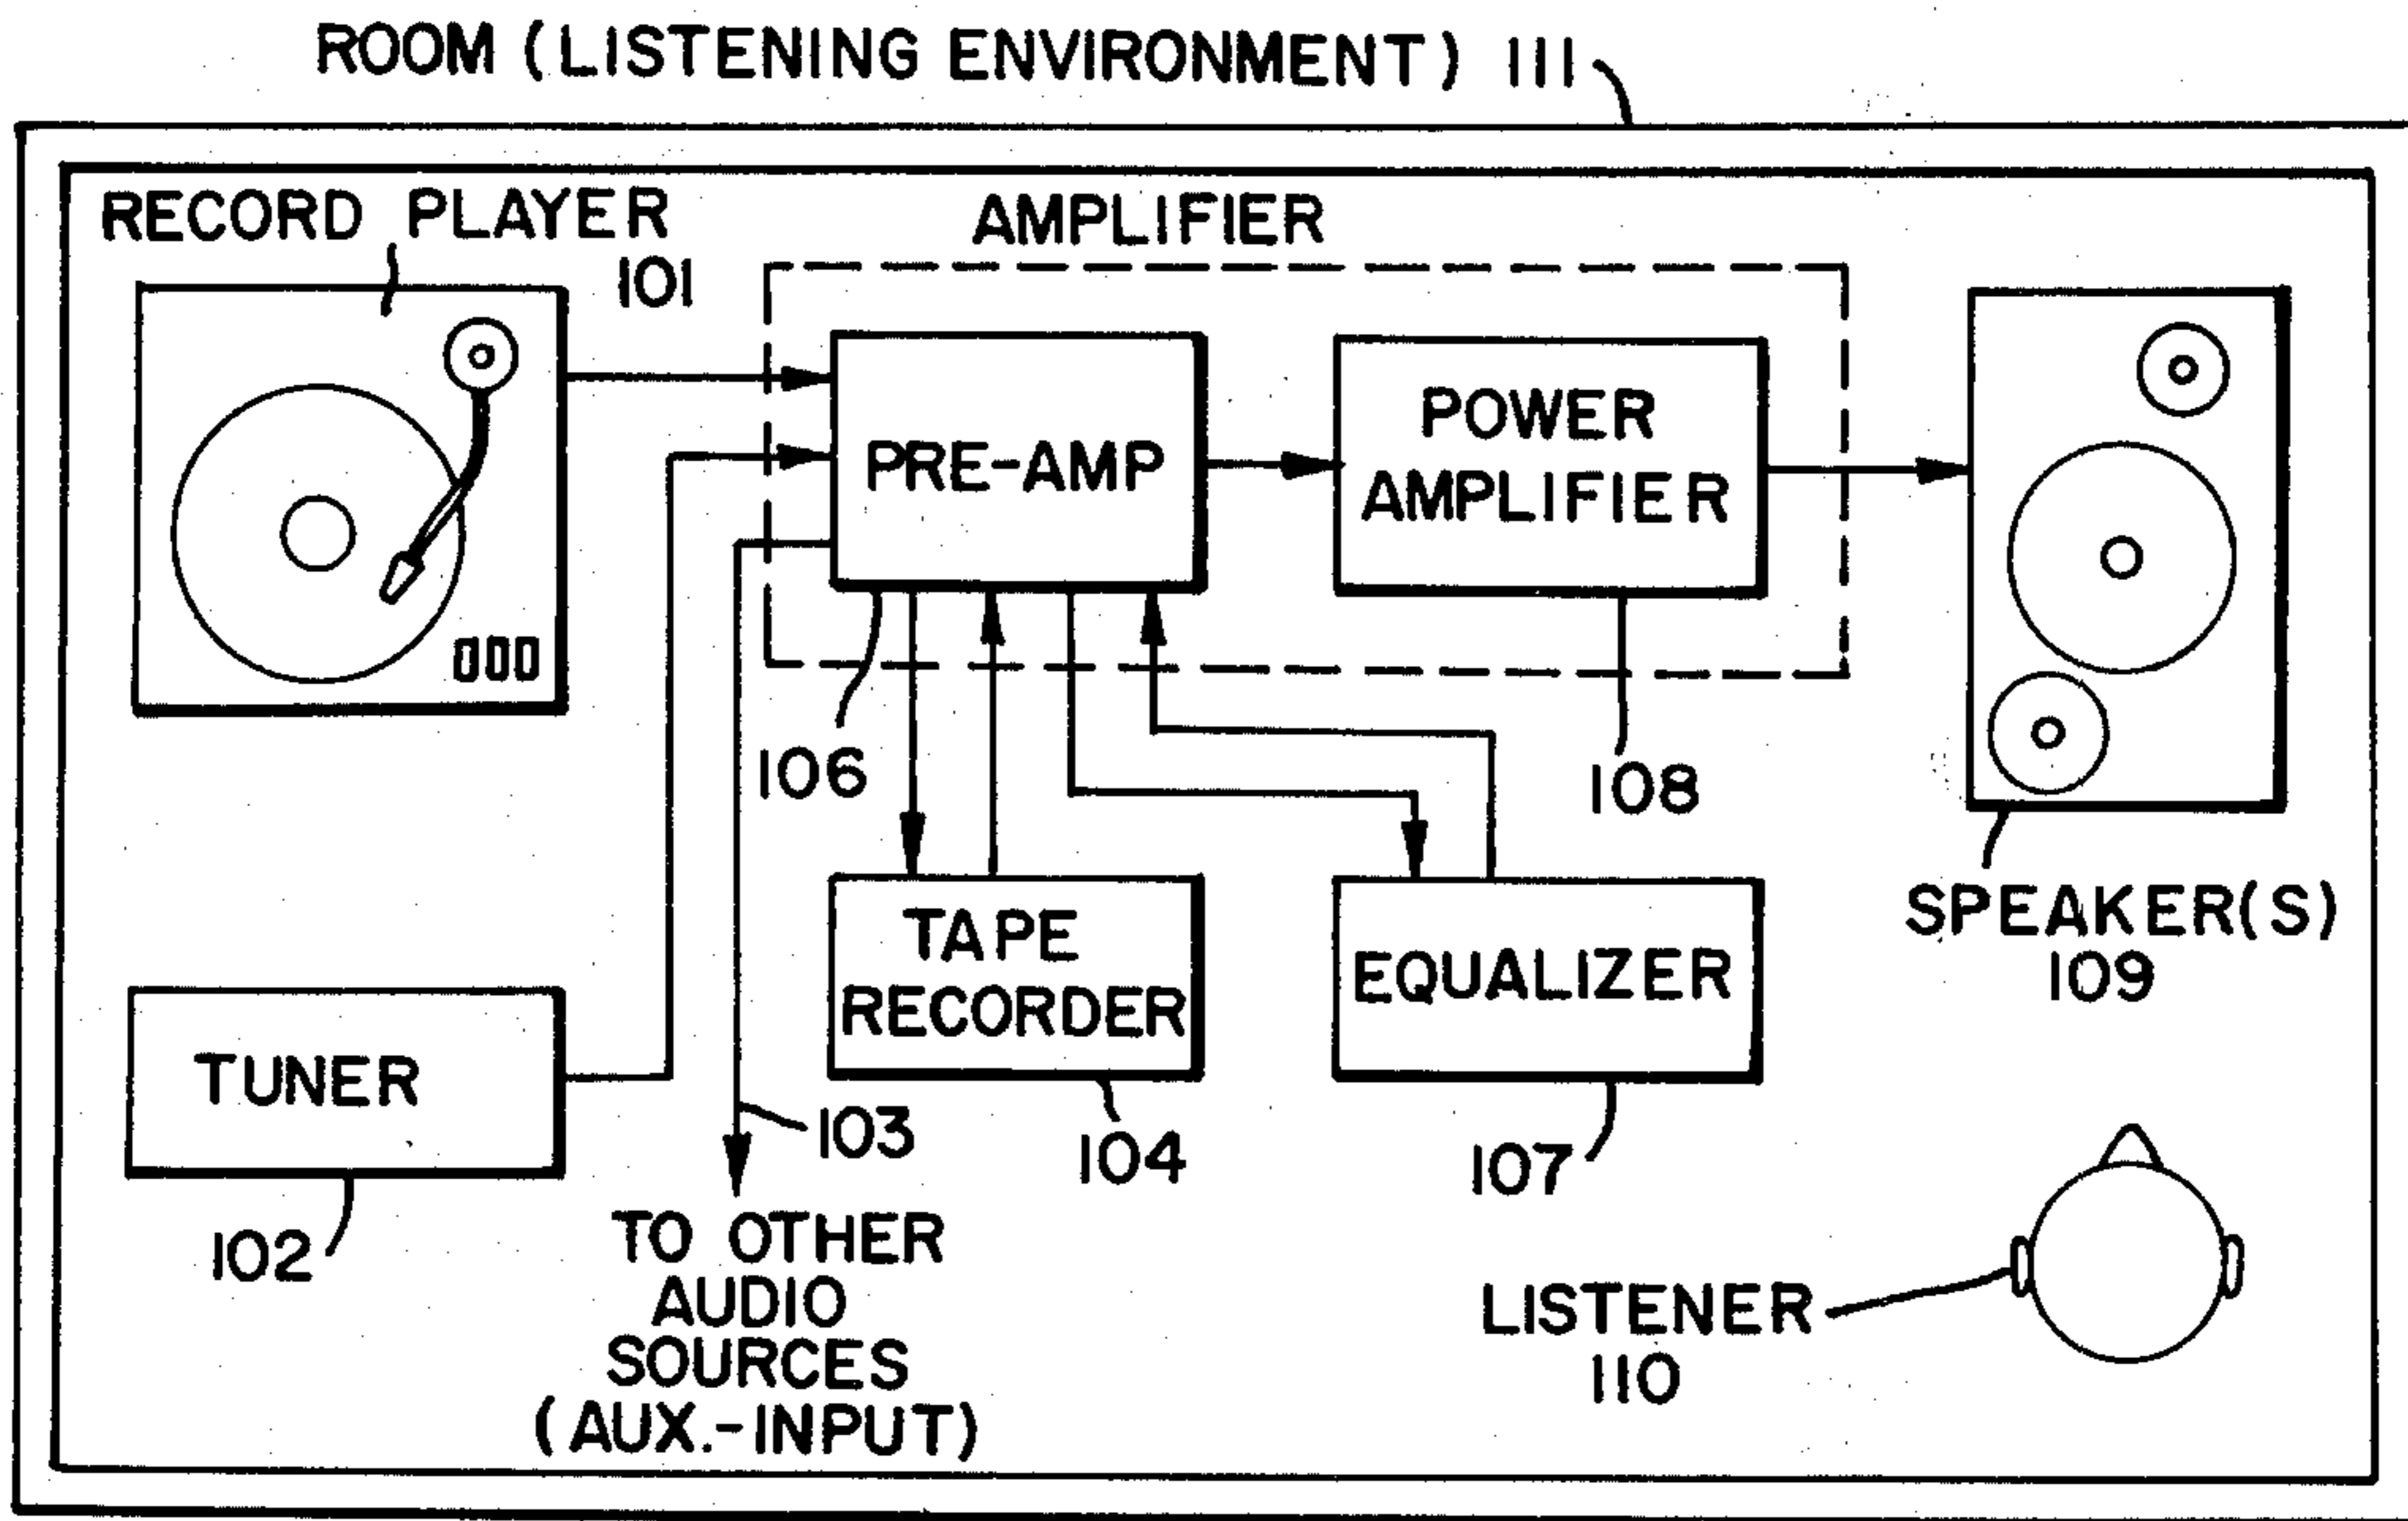 ROOM (LISTENING ENVIRONMENT) 111
RECORD PLAYER
101
AMPLIFIER
PRE-AMP
POWER
AMPLIFIER
106
108
TAPE
RECORDER
EQUALIZER
SPEAKER(S)
109
TUNER
102
103
104
107
TO OTHER
AUDIO
SOURCES
(AUX.-INPUT)
LISTENER
110